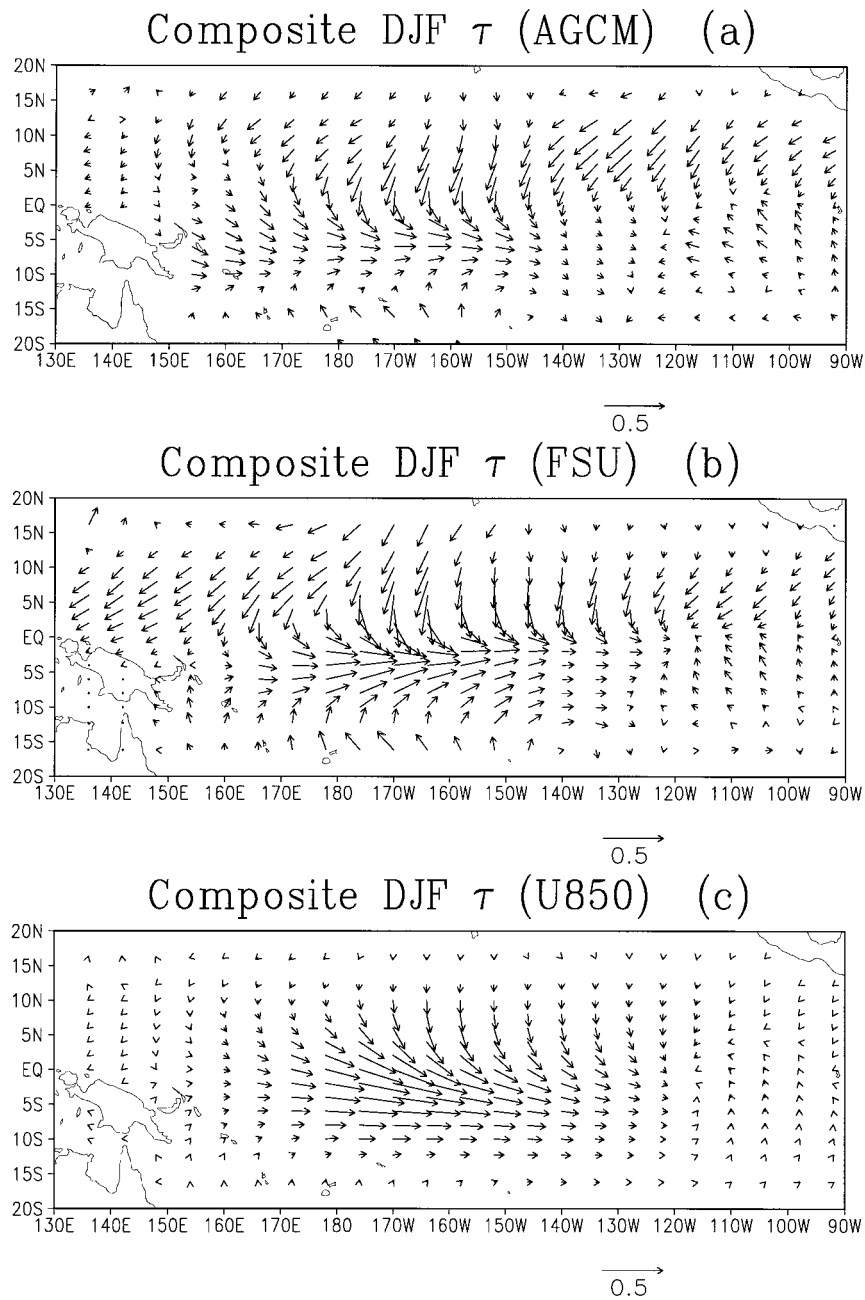 Composite DJF τ (AGCM) (a)
20N
15N
10N
5N
EQ
5S
10S
15S
20S
130E 140E 150E 160E 170E 180 170W 160W 150W 140W 130W 120W 110W 100W 90W
0.5
Composite DJF τ (FSU) (b)
20N
15N
10N
5N
EQ
5S
10S
15S
20S
130E 140E 150E 160E 170E 180 170W 160W 150W 140W 130W 120W 110W 100W 90W
0.5
Composite DJF τ (U850) (c)
20N
15N
10N
5N
EQ
5S
10S
15S
20S
130E 140E 150E 160E 170E 180 170W 160W 150W 140W 130W 120W 110W 100W 90W
0.5